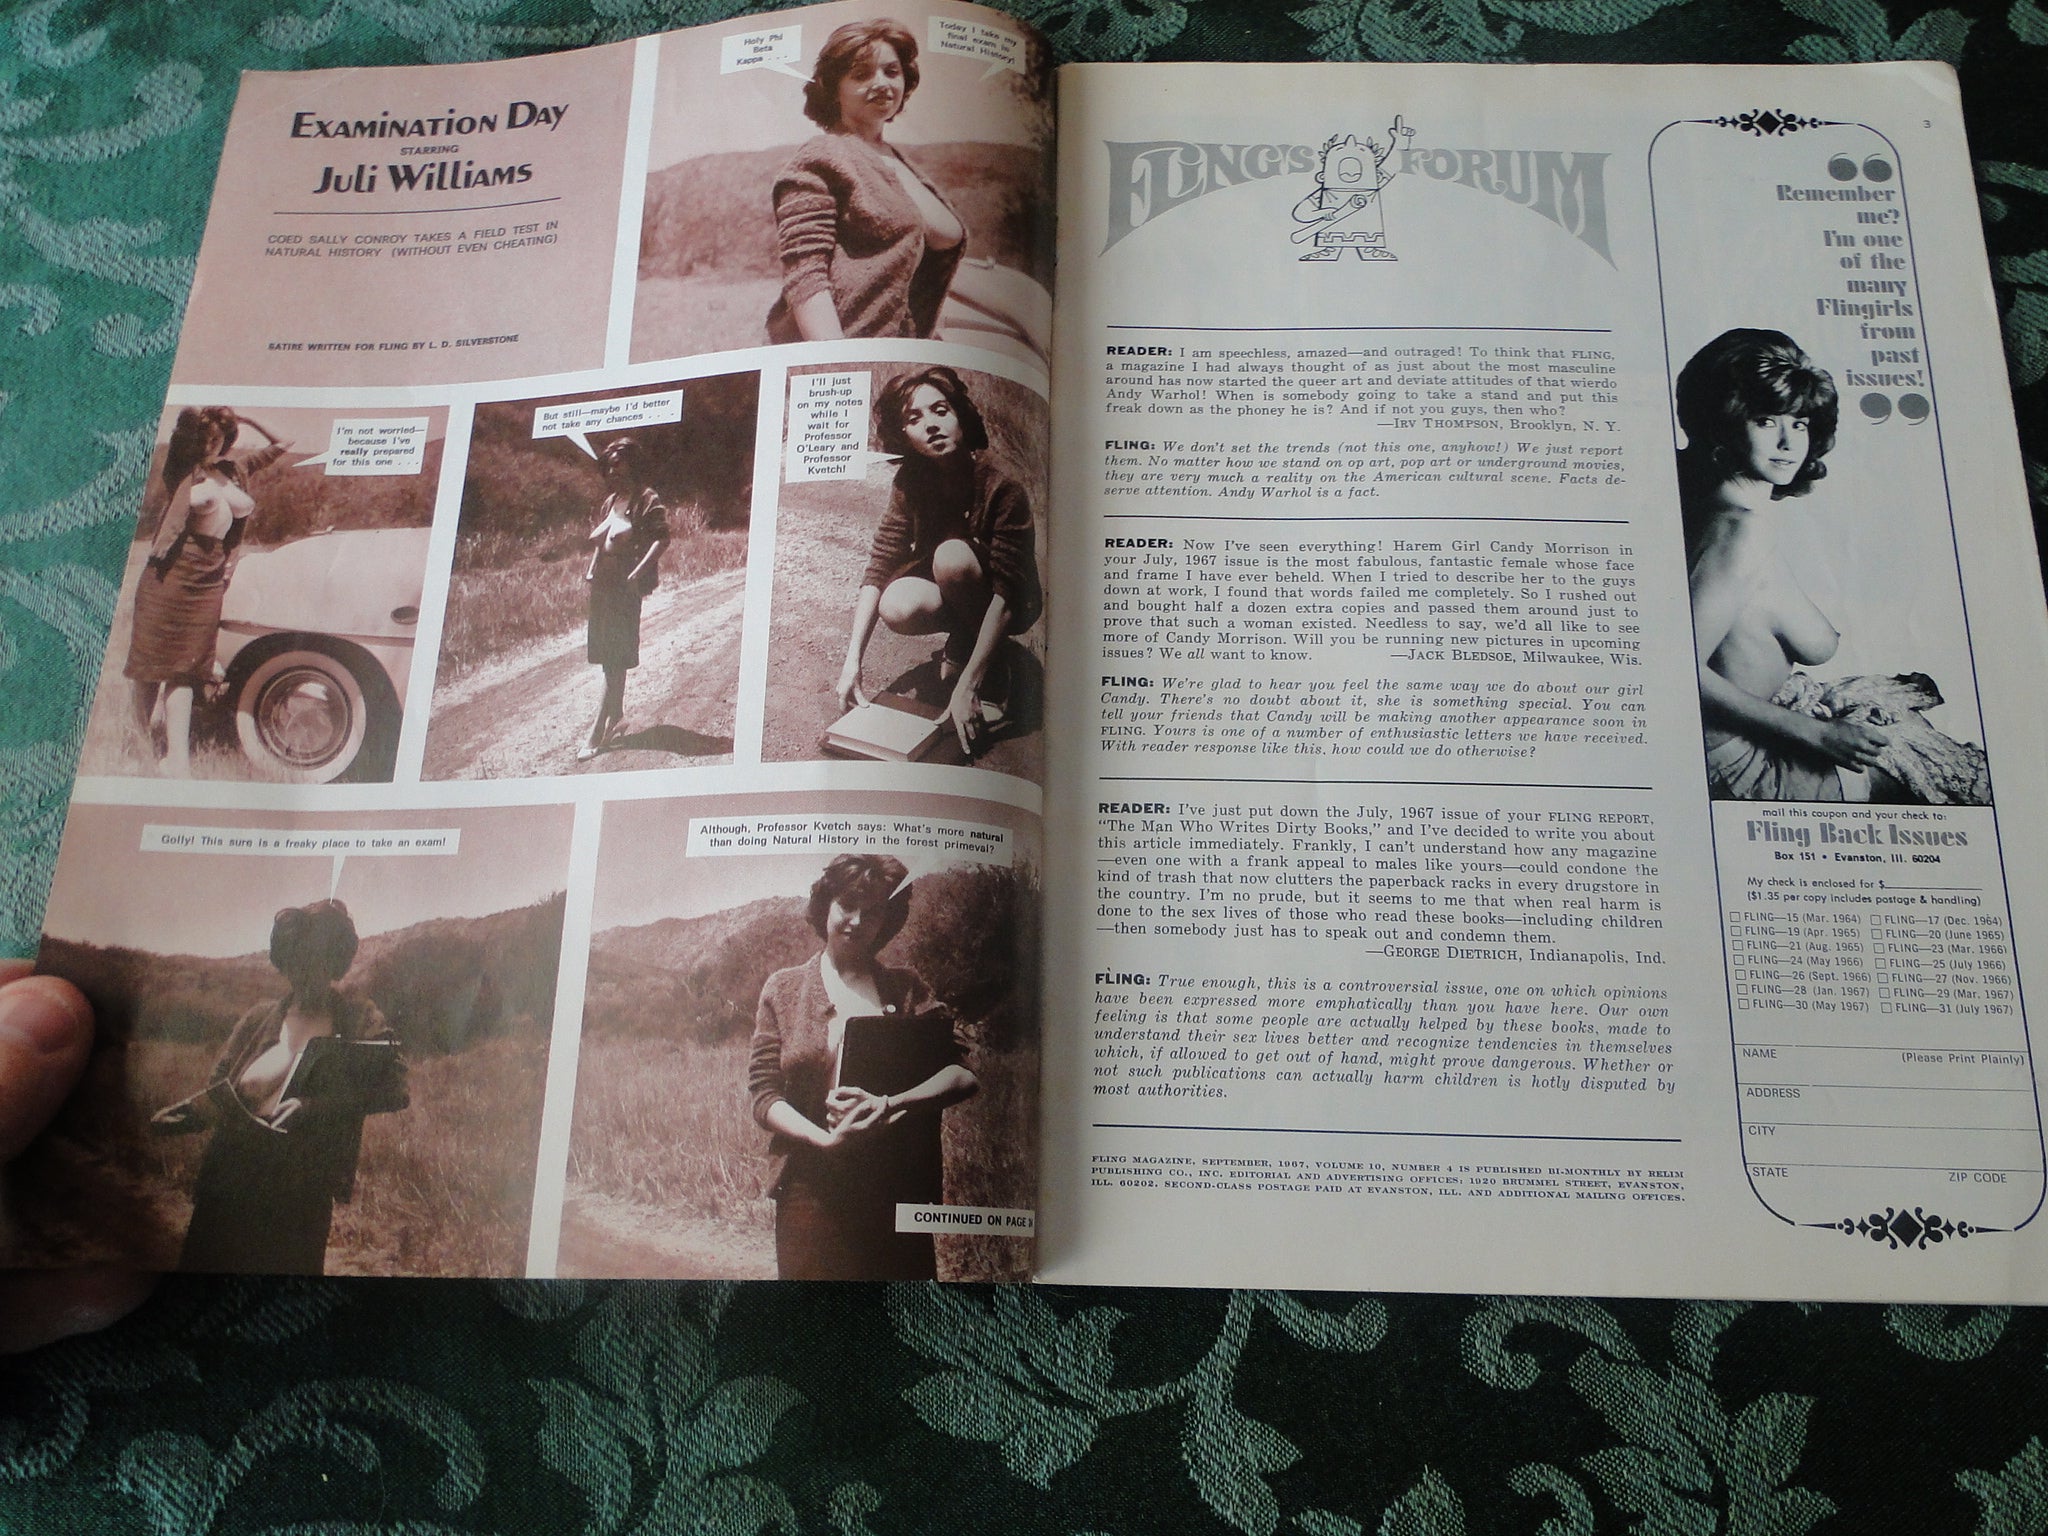 Examination Day
STARRING
Juli Williams
COED SALLY CONROY TAKES A FIELD TEST IN
NATURAL HISTORY (WITHOUT EVEN CHEATING)
SATIRE WRITTEN FOR FLING BY L. D. SILVERSTONE
Holy Phi
Beta
Kappa . . .
Today I take my
final exam in
Natural History!
I'm not worried—
because I've
really prepared
for this one . . .
But still—maybe I'd better
not take any chances . . .
I'll just
brush-up
on my notes
while I
wait for
Professor
O'Leary and
Professor
Kvetch!
Golly! This sure is a freaky place to take an exam!
Although, Professor Kvetch says: What's more natural
than doing Natural History in the forest primeval?
CONTINUED ON PAGE
FLING'S FORUM
READER: I am speechless, amazed—and outraged! To think that FLING,
a magazine I had always thought of as just about the most masculine
around has now started the queer art and deviate attitudes of that wierdo
Andy Warhol! When is somebody going to take a stand and put this
freak down as the phoney he is? And if not you guys, then who?
—IRV THOMPSON, Brooklyn, N. Y.
FLING: We don't set the trends (not this one, anyhow!) We just report
them. No matter how we stand on op art, pop art or underground movies,
they are very much a reality on the American cultural scene. Facts de-
serve attention. Andy Warhol is a fact.
READER: Now I've seen everything! Harem Girl Candy Morrison in
your July, 1967 issue is the most fabulous, fantastic female whose face
and frame I have ever beheld. When I tried to describe her to the guys
down at work, I found that words failed me completely. So I rushed out
and bought half a dozen extra copies and passed them around just to
prove that such a woman existed. Needless to say, we'd all like to see
more of Candy Morrison. Will you be running new pictures in upcoming
issues? We all want to know. —JACK BLEDSOE, Milwaukee, Wis.
FLING: We're glad to hear you feel the same way we do about our girl
Candy. There's no doubt about it, she is something special. You can
tell your friends that Candy will be making another appearance soon in
FLING. Yours is one of a number of enthusiastic letters we have received.
With reader response like this, how could we do otherwise?
READER: I've just put down the July, 1967 issue of your FLING REPORT,
"The Man Who Writes Dirty Books," and I've decided to write you about
this article immediately. Frankly, I can't understand how any magazine
—even one with a frank appeal to males like yours—could condone the
kind of trash that now clutters the paperback racks in every drugstore in
the country. I'm no prude, but it seems to me that when real harm is
done to the sex lives of those who read these books—including children
—then somebody just has to speak out and condemn them.
—GEORGE DIETRICH, Indianapolis, Ind.
FLING: True enough, this is a controversial issue, one on which opinions
have been expressed more emphatically than you have here. Our own
feeling is that some people are actually helped by these books, made to
understand their sex lives better and recognize tendencies in themselves
which, if allowed to get out of hand, might prove dangerous. Whether or
not such publications can actually harm children is hotly disputed by
most authorities.
FLING MAGAZINE, SEPTEMBER, 1967, VOLUME 10, NUMBER 4 IS PUBLISHED BI-MONTHLY BY RELIM
PUBLISHING CO., INC. EDITORIAL AND ADVERTISING OFFICES: 1920 BRUMMEL STREET, EVANSTON,
ILL. 60202. SECOND-CLASS POSTAGE PAID AT EVANSTON, ILL. AND ADDITIONAL MAILING OFFICES.
3
“
Remember
me?
I'm one
of the
many
Flingirls
from
past
issues!
”
mail this coupon and your check to:
Fling Back Issues
Box 151 • Evanston, Ill. 60204
My check is enclosed for $
($1.35 per copy includes postage & handling)
FLING—15 (Mar. 1964) FLING—17 (Dec. 1964)
FLING—19 (Apr. 1965) FLING—20 (June 1965)
FLING—21 (Aug. 1965) FLING—23 (Mar. 1966)
FLING—24 (May 1966) FLING—25 (July 1966)
FLING—26 (Sept. 1966) FLING—27 (Nov. 1966)
FLING—28 (Jan. 1967) FLING—29 (Mar. 1967)
FLING—30 (May 1967) FLING—31 (July 1967)
NAME (Please Print Plainly)
ADDRESS
CITY
STATE ZIP CODE